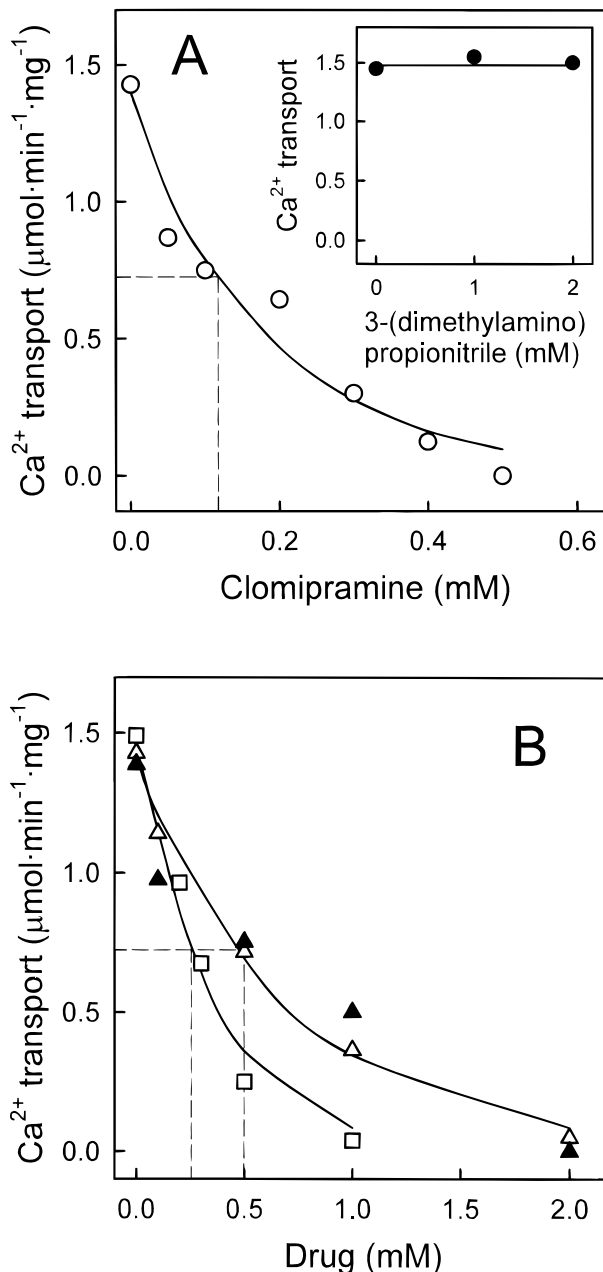 A
Ca2+ transport (μmol·min-1·mg-1)
1.5
1.0
0.5
0.0
0.0 0.2 0.4 0.6
Clomipramine (mM)
Ca2+ transport
1.5
1.5
0.5
0.0
0 1 2
3-(dimethylamino)
propionitrile (mM)
B
Ca2+ transport (μmol·min-1·mg-1)
1.5
1.0
0.5
0.0
0.0 0.5 1.0 1.5 2.0
Drug (mM)